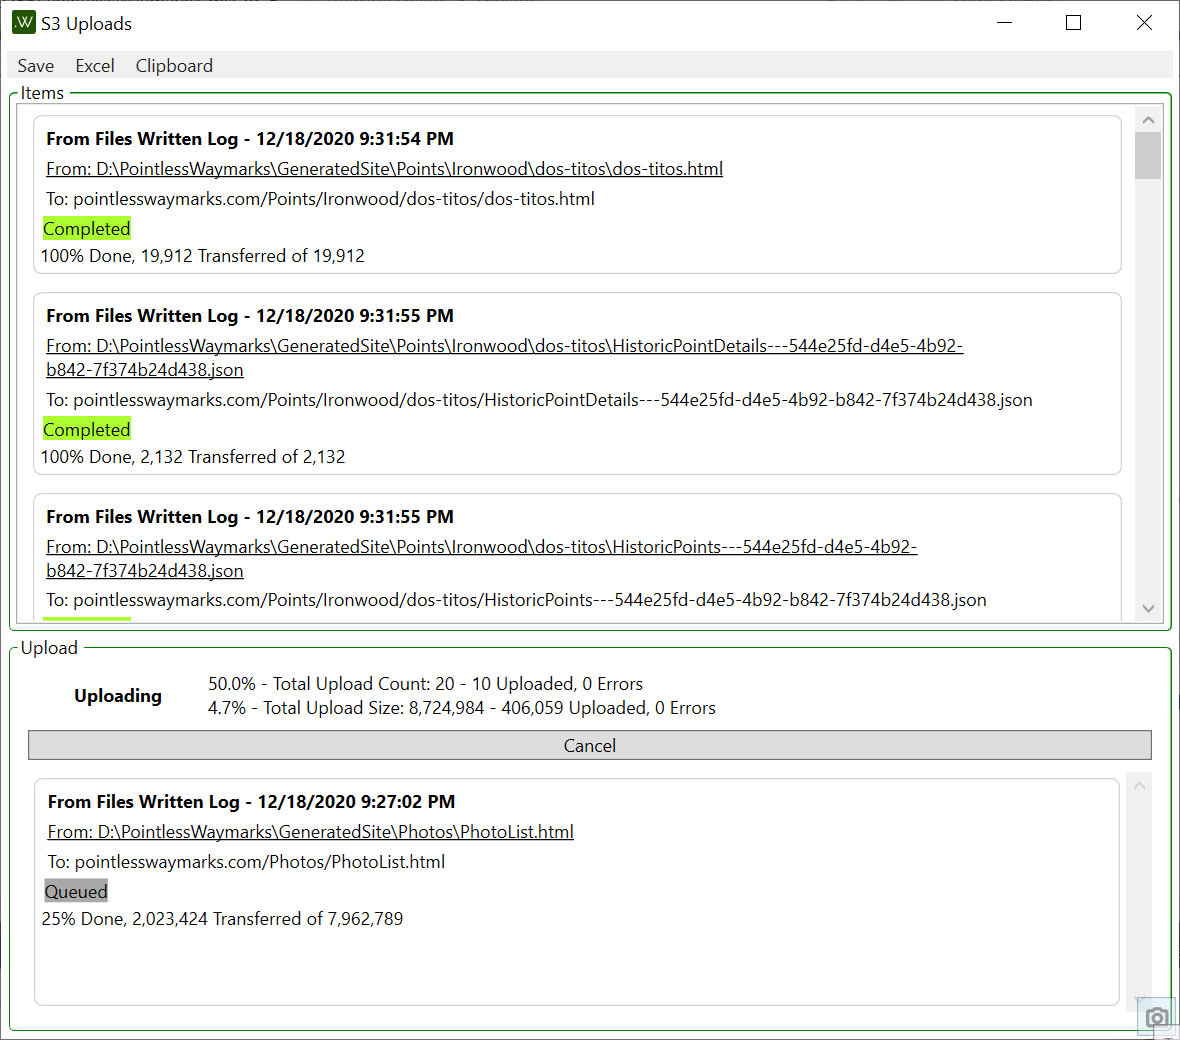 .W S3 Uploads
Save Excel Clipboard
Items
From Files Written Log - 12/18/2020 9:31:54 PM
From: D:\PointlessWaymarks\GeneratedSite\Points\Ironwood\dos-titos\dos-titos.html
To: pointlesswaymarks.com/Points/Ironwood/dos-titos/dos-titos.html
Completed
100% Done, 19,912 Transferred of 19,912
From Files Written Log - 12/18/2020 9:31:55 PM
From: D:\PointlessWaymarks\GeneratedSite\Points\Ironwood\dos-titos\HistoricPointDetails---544e25fd-d4e5-4b92-
b842-7f374b24d438.json
To: pointlesswaymarks.com/Points/Ironwood/dos-titos/HistoricPointDetails---544e25fd-d4e5-4b92-b842-7f374b24d438.json
Completed
100% Done, 2,132 Transferred of 2,132
From Files Written Log - 12/18/2020 9:31:55 PM
From: D:\PointlessWaymarks\GeneratedSite\Points\Ironwood\dos-titos\HistoricPoints---544e25fd-d4e5-4b92-
b842-7f374b24d438.json
To: pointlesswaymarks.com/Points/Ironwood/dos-titos/HistoricPoints---544e25fd-d4e5-4b92-b842-7f374b24d438.json
Upload
Uploading
50.0% - Total Upload Count: 20 - 10 Uploaded, 0 Errors
4.7% - Total Upload Size: 8,724,984 - 406,059 Uploaded, 0 Errors
Cancel
From Files Written Log - 12/18/2020 9:27:02 PM
From: D:\PointlessWaymarks\GeneratedSite\Photos\PhotoList.html
To: pointlesswaymarks.com/Photos/PhotoList.html
Queued
25% Done, 2,023,424 Transferred of 7,962,789